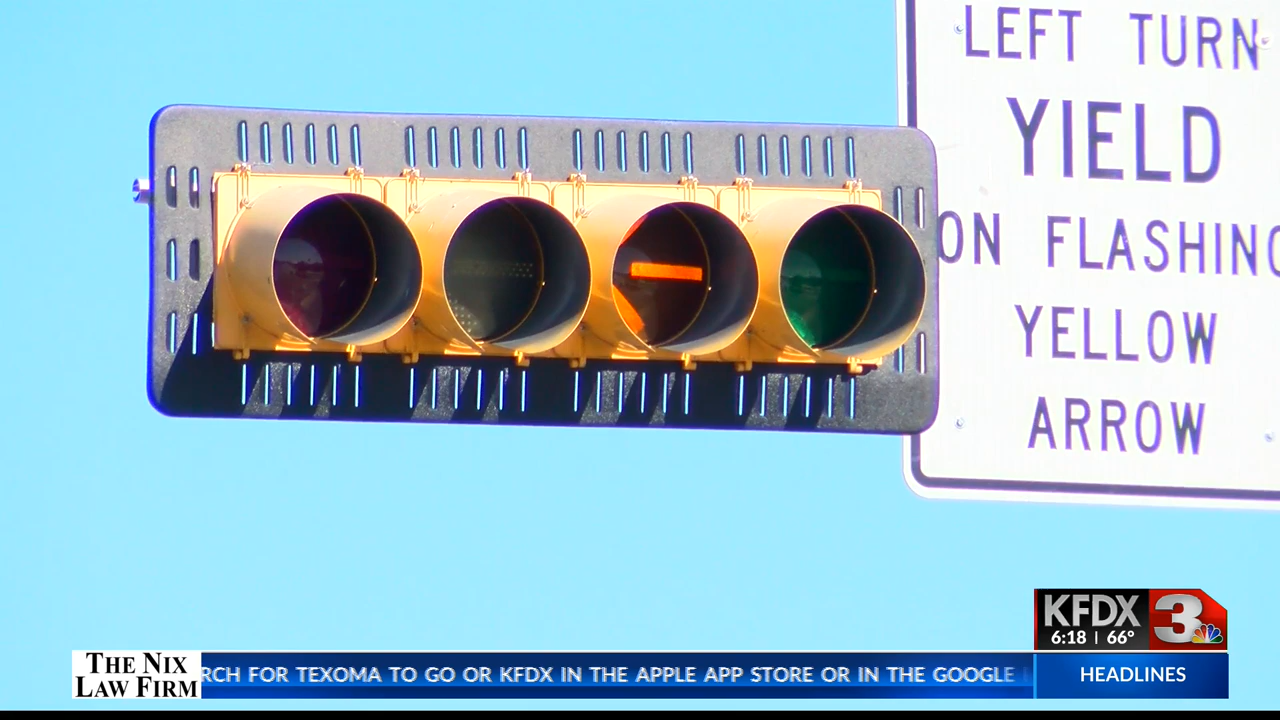 LEFT TURN
YIELD
ON FLASHING
YELLOW
ARROW
KFDX 3
6:18 | 66°
THE NIX
LAW FIRM
RCH FOR TEXOMA TO GO OR KFDX IN THE APPLE APP STORE OR IN THE GOOGLE
HEADLINES